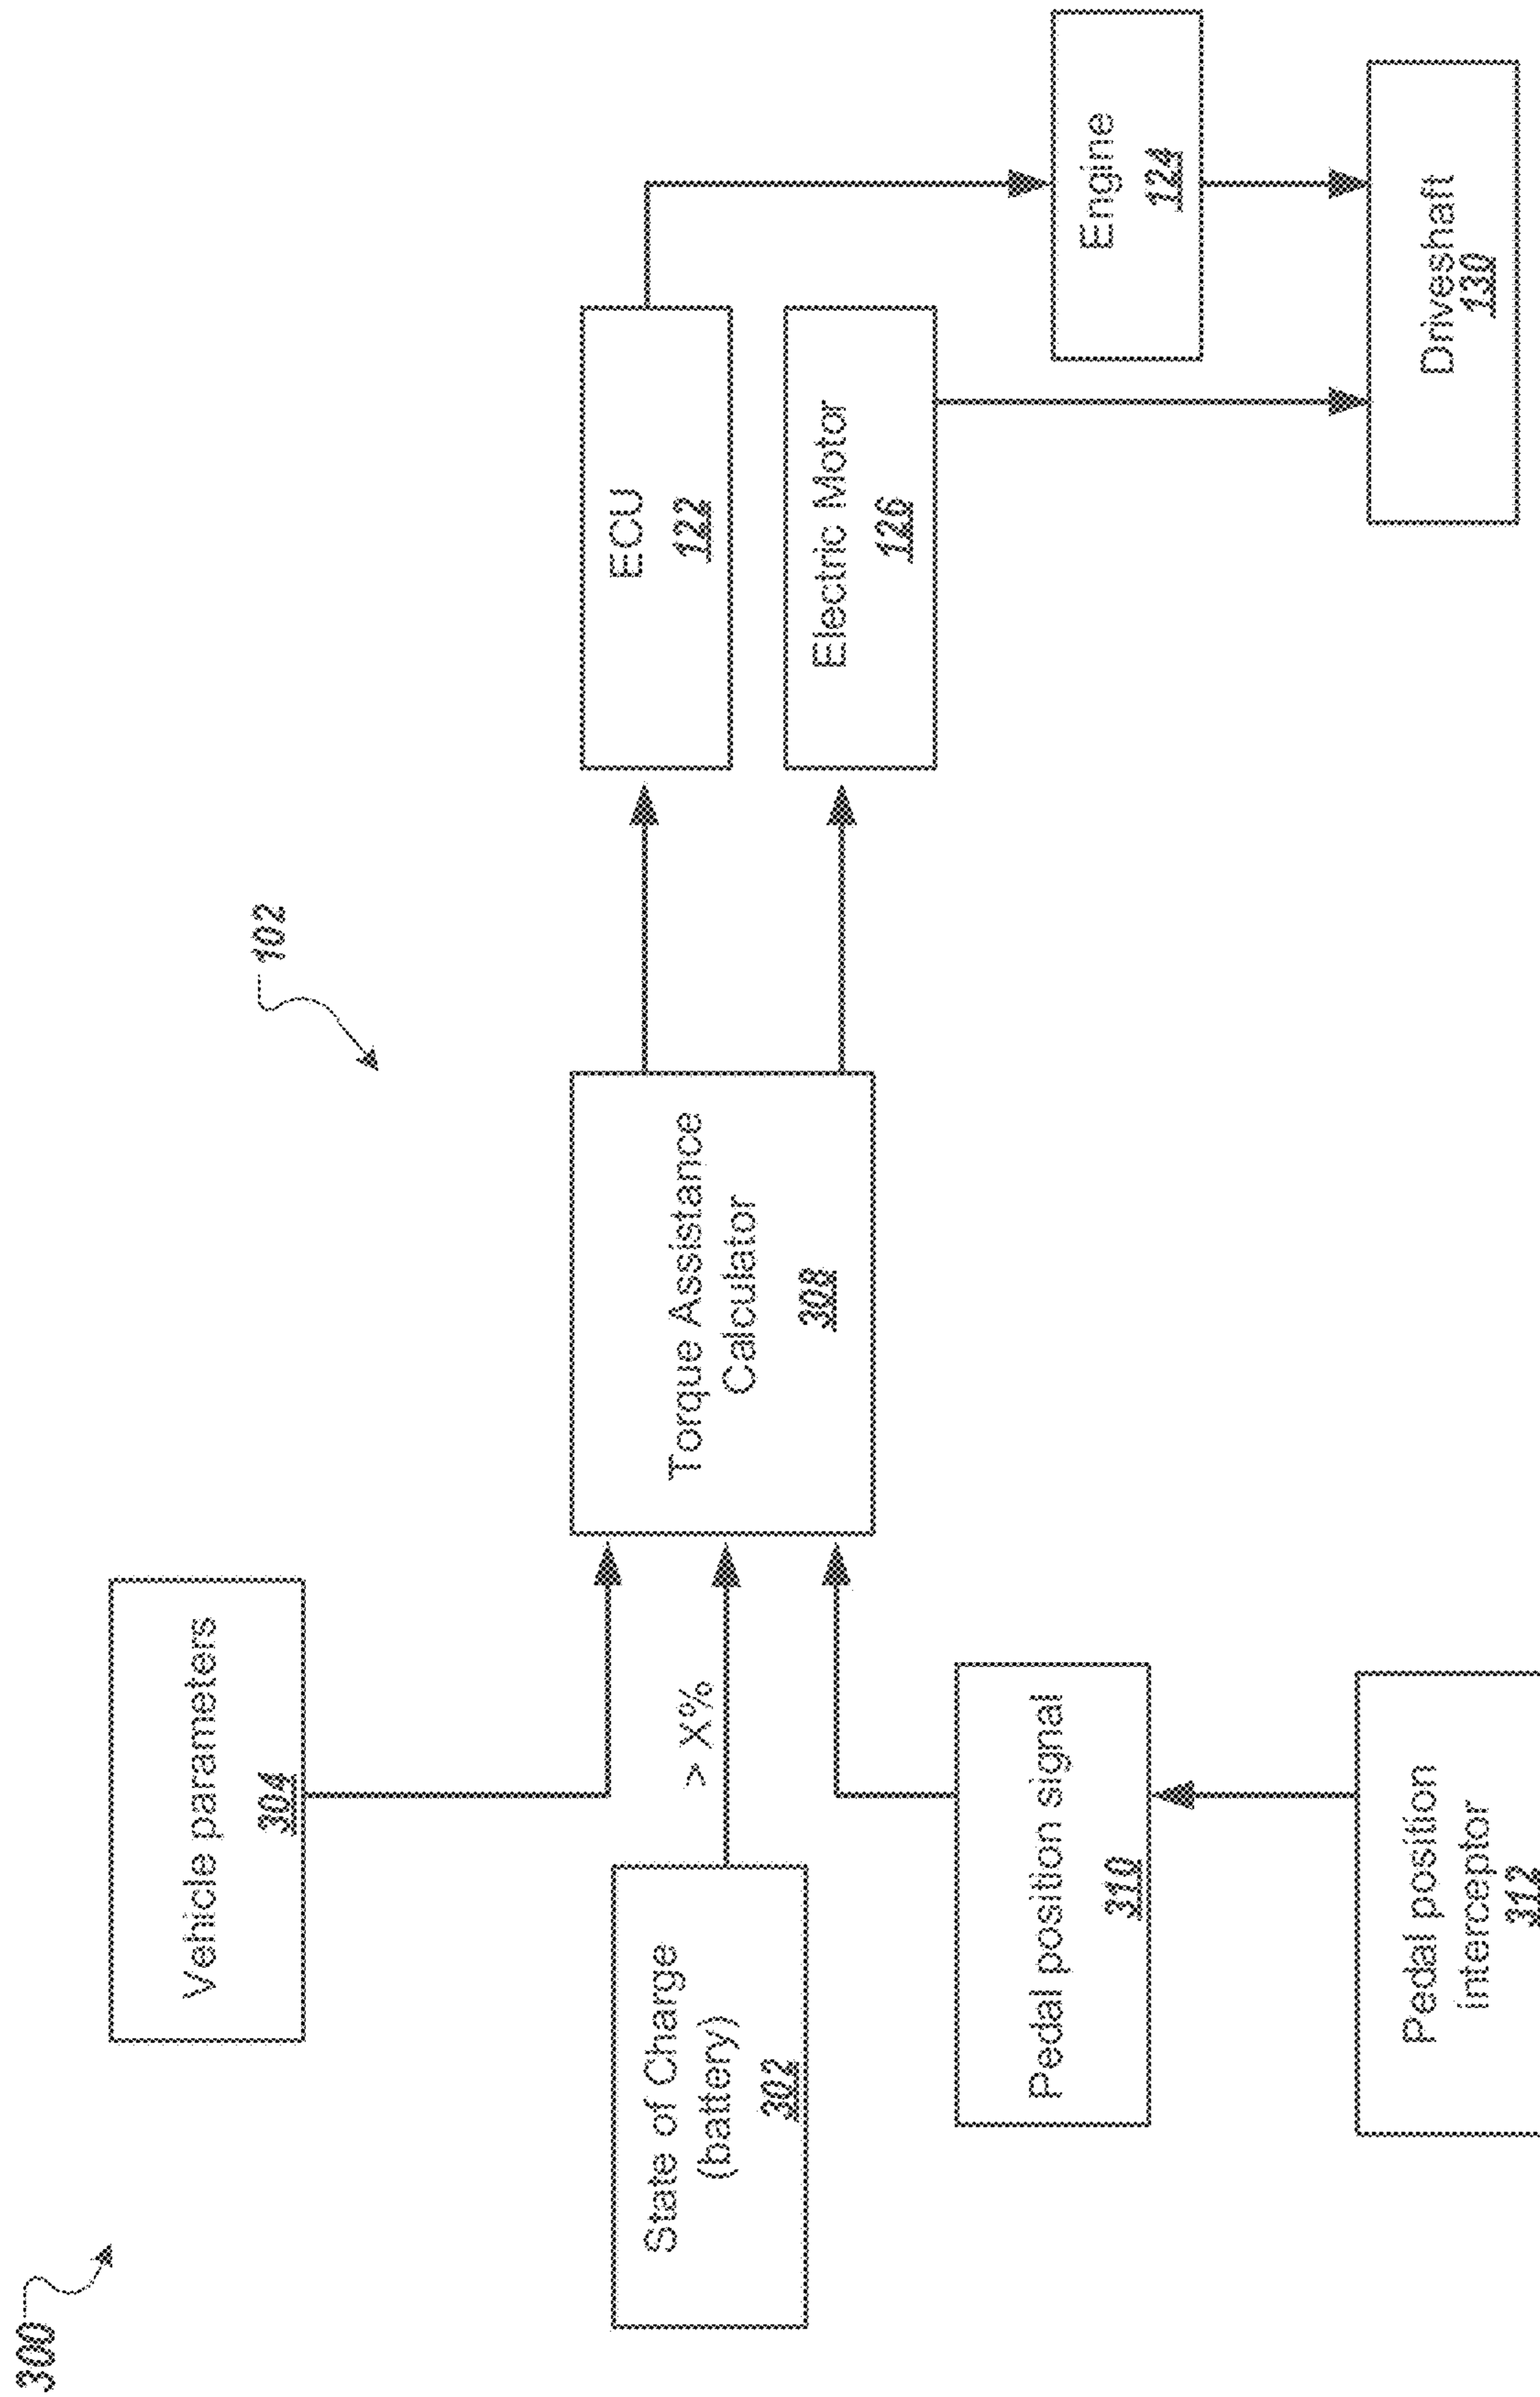 300
102
Vehicle parameters
304
State of Charge
(battery)
302
> X%
Pedal position signal
310
Pedal position
interceptor
312
Torque Assistance
Calculator
308
ECU
122
Electric Motor
126
Engine
124
Driveshaft
130